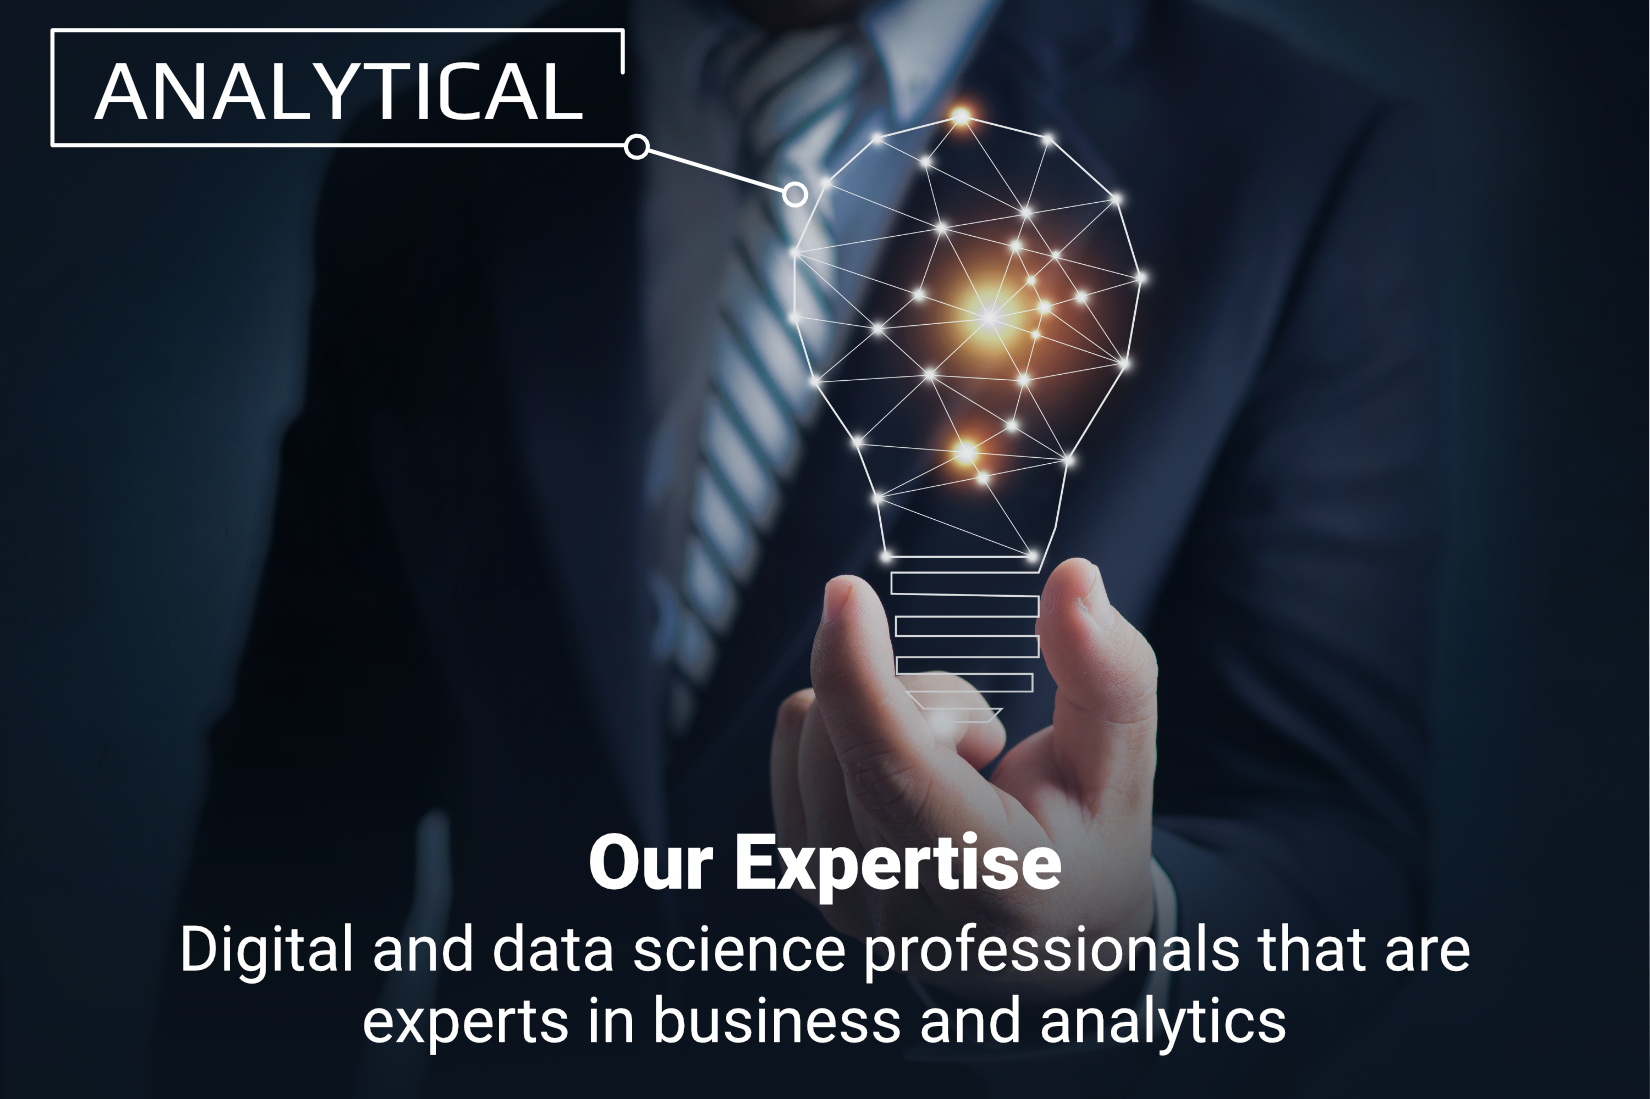 ANALYTICAL
Our Expertise
Digital and data science professionals that are
experts in business and analytics